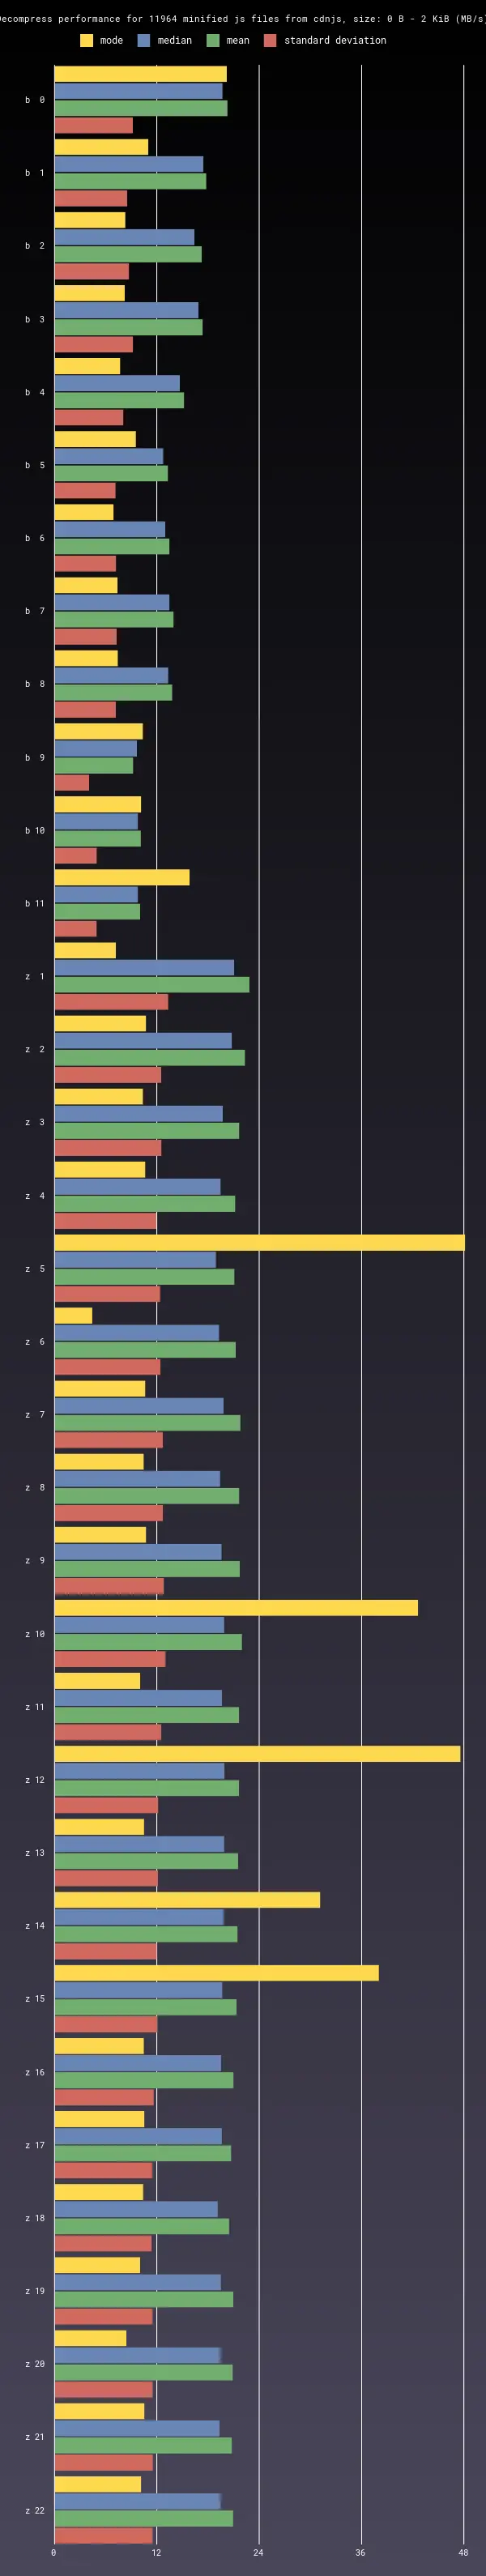 ecompress performance for 11964 minified js files from cdnjs, size: 0 B - 2 KiB (MB/s
mode median mean standard deviation
b 0
b 1
b 2
b 3
b 4
b 5
b 6
b 7
b 8
b 9
b 10
b 11
z 1
z 2
z 3
z 4
z 5
z 6
z 7
z 8
z 9
z 10
z 11
z 12
z 13
z 14
z 15
z 16
z 17
z 18
z 19
z 20
z 21
z 22
0 12 24 36 48